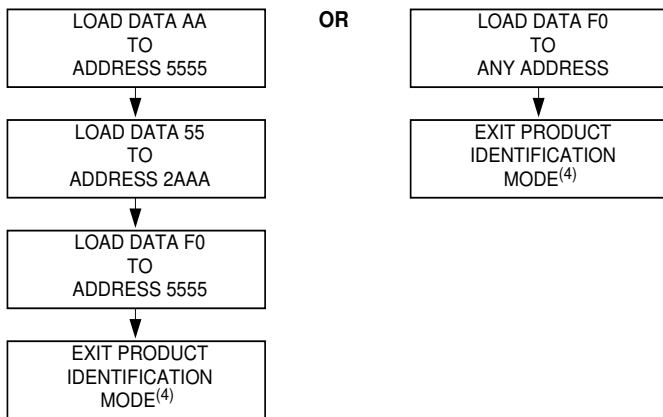 LOAD DATA AA
TO
ADDRESS 5555
LOAD DATA 55
TO
ADDRESS 2AAA
LOAD DATA F0
TO
ADDRESS 5555
EXIT PRODUCT
IDENTIFICATION
MODE(4)
OR
LOAD DATA F0
TO
ANY ADDRESS
EXIT PRODUCT
IDENTIFICATION
MODE(4)